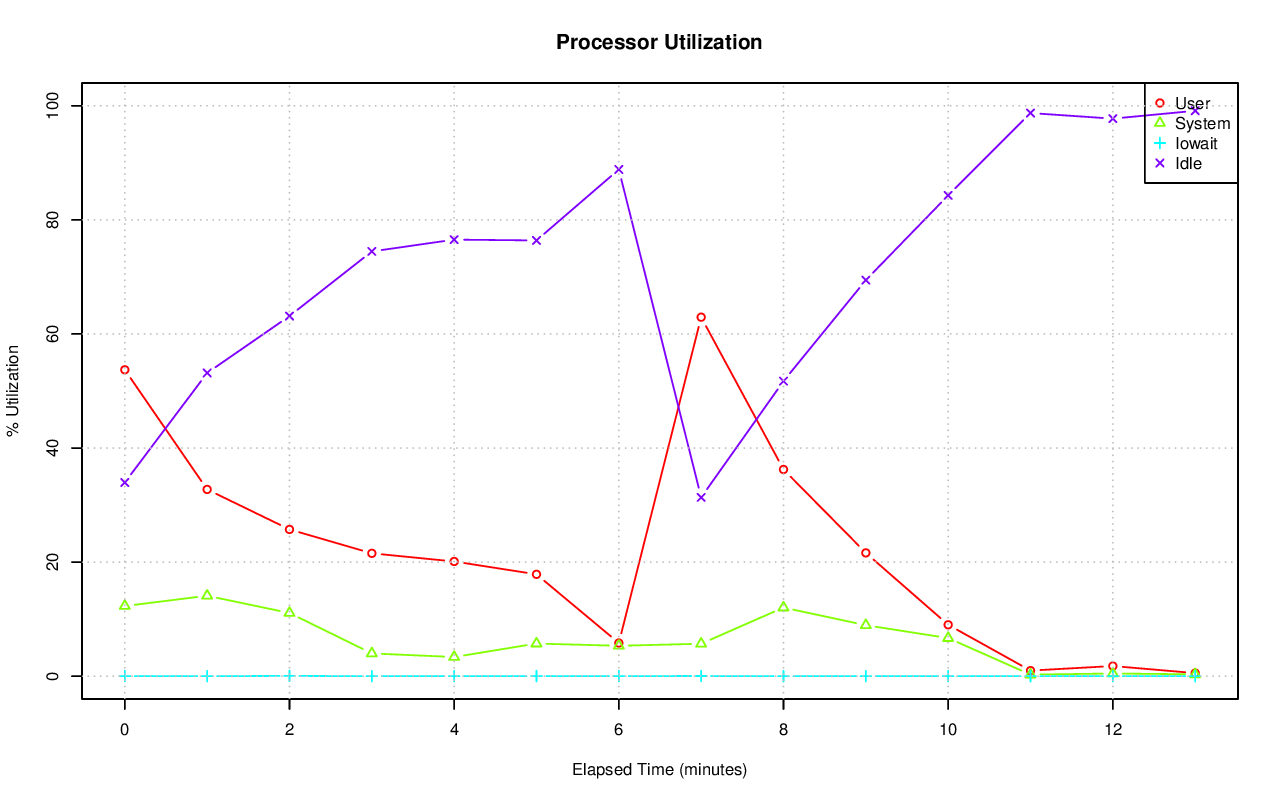 Processor Utilization
% Utilization
100
80
60
40
20
0
User
System
Iowait
Idle
0 2 4 6 8 10 12
Elapsed Time (minutes)